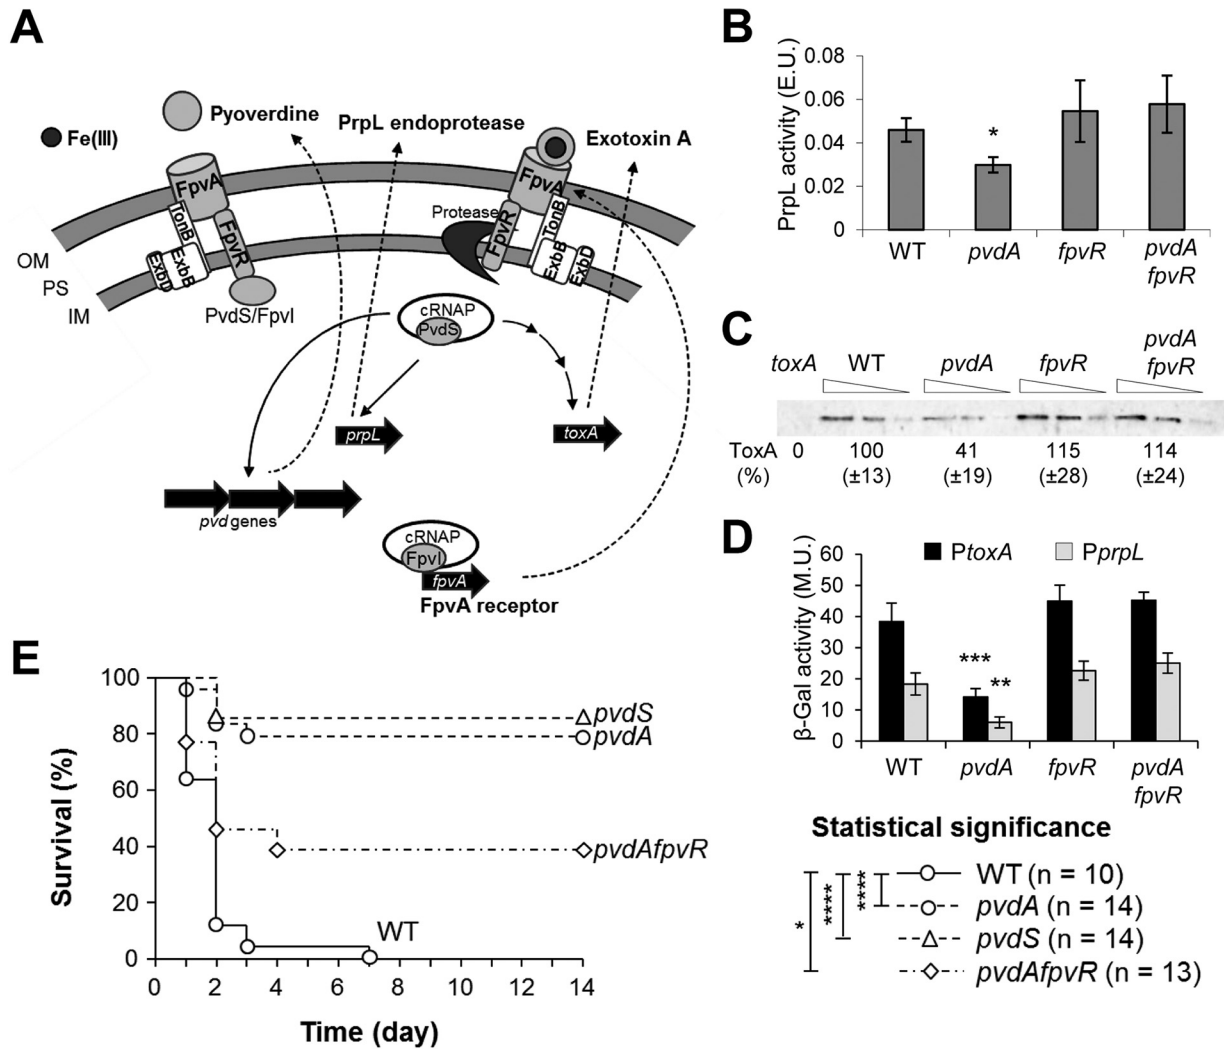 A
Pyoverdine
PrpL endoprotease
Exotoxin A
Fe(III)
FpvA
FpvA
TonB
FpvR
Protease
FpvR
TonB
ExbD
ExbB
ExbB
ExbD
OM
PS
IM
PvdS/FpvI
cRNAP
PvdS
prpL
toxA
pvd genes
cRNAP
FpvI
fpvA
FpvA receptor
B
PrpL activity (E.U.)
0.08
0.06
0.04
0.02
0
*
WT
pvdA
fpvR
pvdA
fpvR
C
toxA
WT
pvdA
fpvR
pvdA
fpvR
ToxA 0 100 41 115 114
(%) (±13) (±19) (±28) (±24)
D
β-Gal activity (M.U.)
PtoxA
PprpL
60
50
40
30
20
10
0
***
**
WT
pvdA
fpvR
pvdA
fpvR
E
Survival (%)
100
80
60
40
20
0
pvdS
pvdA
pvdAfpvR
WT
0 2 4 6 8 10 12 14
Time (day)
Statistical significance
*
****
****
WT (n = 10)
pvdA (n = 14)
pvdS (n = 14)
pvdAfpvR (n = 13)